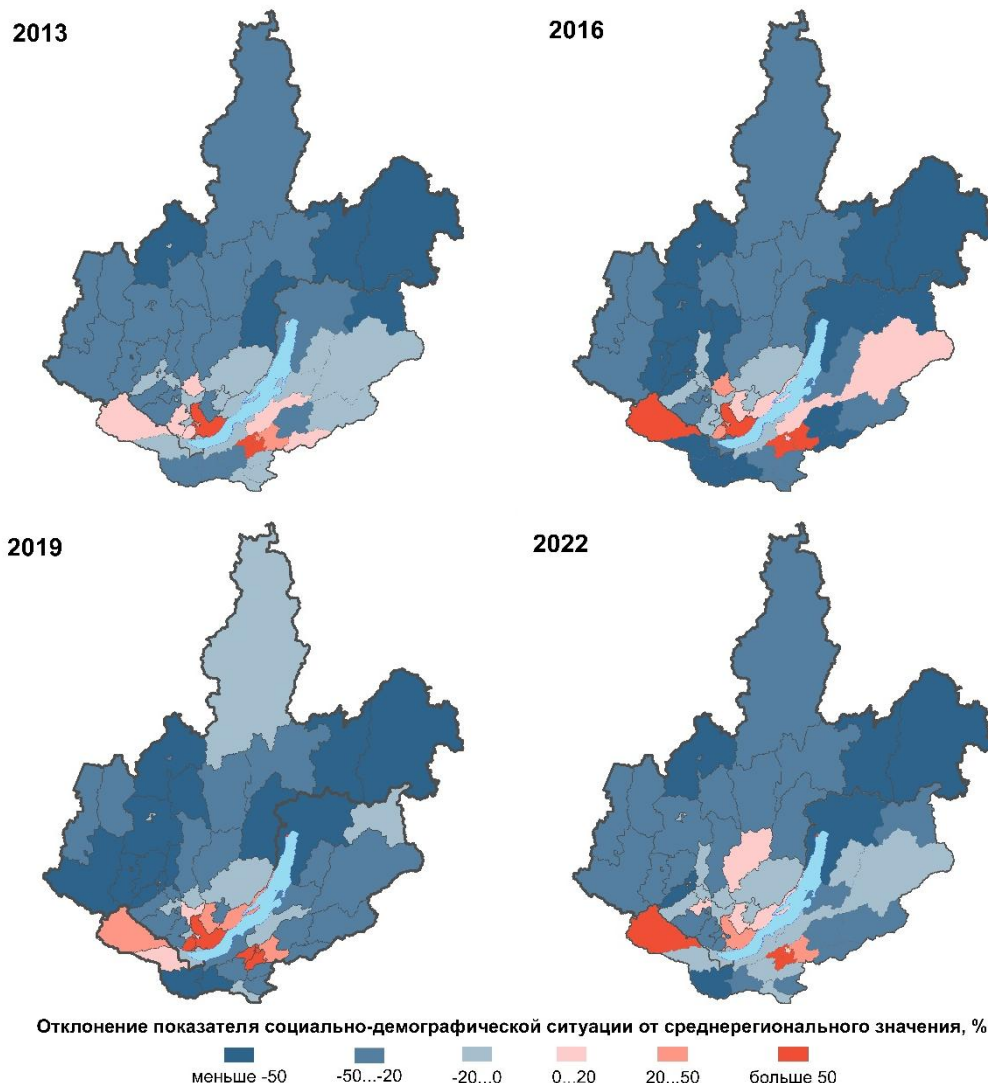 2013
2016
2019
2022
Отклонение показателя социально-демографической ситуации от среднерегионального значения, %
меньше -50
-50...-20
-20...0
0...20
20...50
больше 50